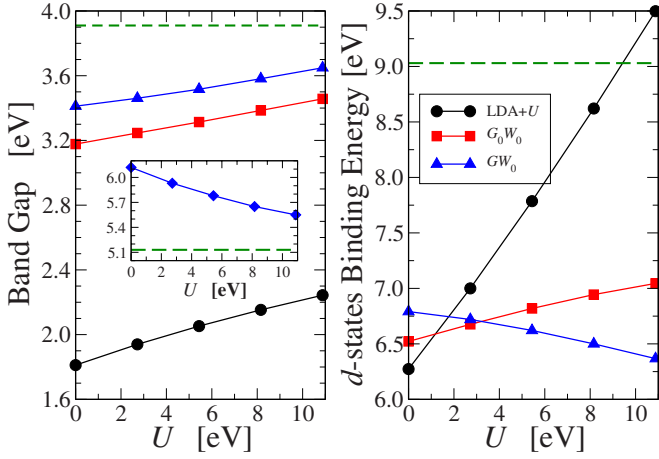 Band Gap [eV]
4.0
3.6
3.2
2.8
2.4
2.0
1.6
0 2 4 6 8 10
U [eV]
6.0
5.7
5.4
5.1
0 2 4 6 8 10
U [eV]
d-states Binding Energy [eV]
9.5
9.0
8.5
8.0
7.5
7.0
6.5
6.0
0 2 4 6 8 10
U [eV]
LDA+U
G₀W₀
GW₀